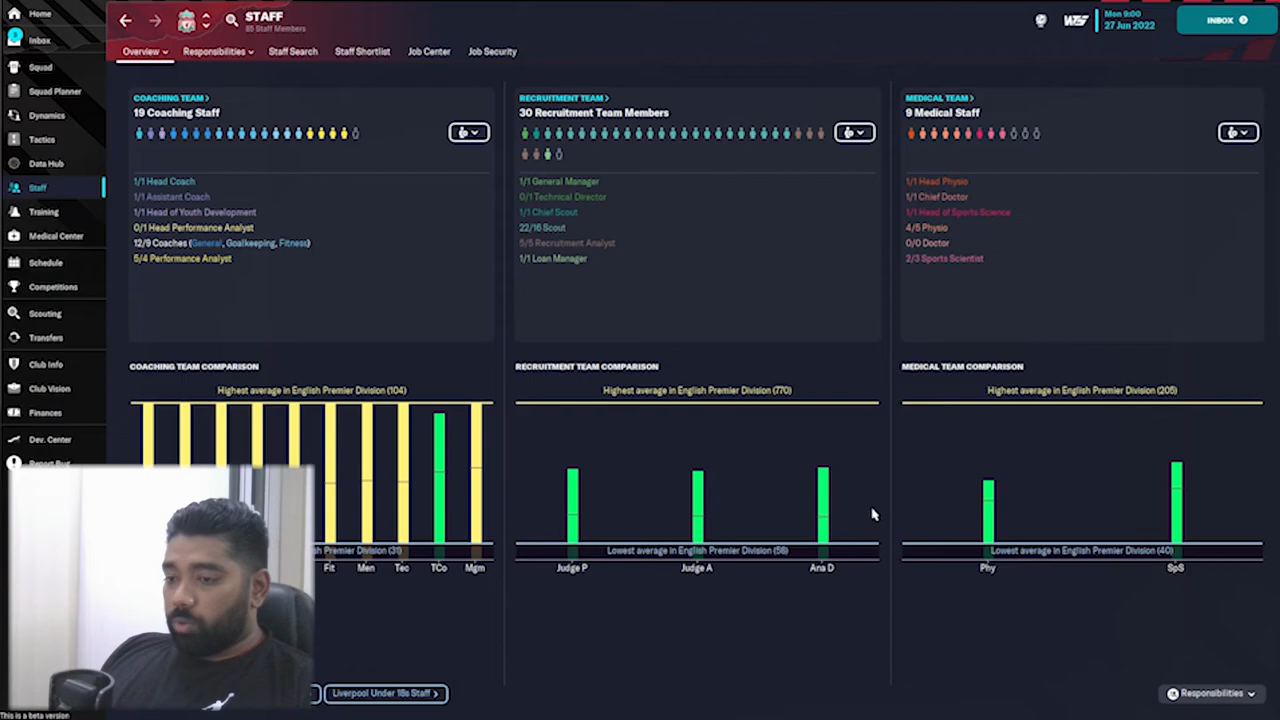 Home
Inbox
Squad
Squad Planner
Dynamics
Tactics
Data Hub
Staff
Training
Medical Center
Schedule
Competitions
Scouting
Transfers
Club Info
Club Vision
Finances
Dev. Center
STAFF
85 Staff Members
Mon 9:00
27 Jun 2022
INBOX
Overview
Responsibilities
Staff Search
Staff Shortlist
Job Center
Job Security
COACHING TEAM >
19 Coaching Staff
1/1 Head Coach
1/1 Assistant Coach
1/1 Head of Youth Development
0/1 Head Performance Analyst
12/9 Coaches (General, Goalkeeping, Fitness)
5/4 Performance Analyst
RECRUITMENT TEAM >
30 Recruitment Team Members
1/1 General Manager
0/1 Technical Director
1/1 Chief Scout
22/16 Scout
5/5 Recruitment Analyst
1/1 Loan Manager
MEDICAL TEAM >
9 Medical Staff
1/1 Head Physio
1/1 Chief Doctor
1/1 Head of Sports Science
4/5 Physio
0/0 Doctor
2/3 Sports Scientist
COACHING TEAM COMPARISON
Highest average in English Premier Division (104)
Premier Division (31)
Fit Men Tec TCo Mgm
RECRUITMENT TEAM COMPARISON
Highest average in English Premier Division (770)
Lowest average in English Premier Division (58)
Judge P Judge A Ana D
MEDICAL TEAM COMPARISON
Highest average in English Premier Division (205)
Lowest average in English Premier Division (40)
Phy SpS
Liverpool Under 18s Staff >
Responsibilities
This is a beta version